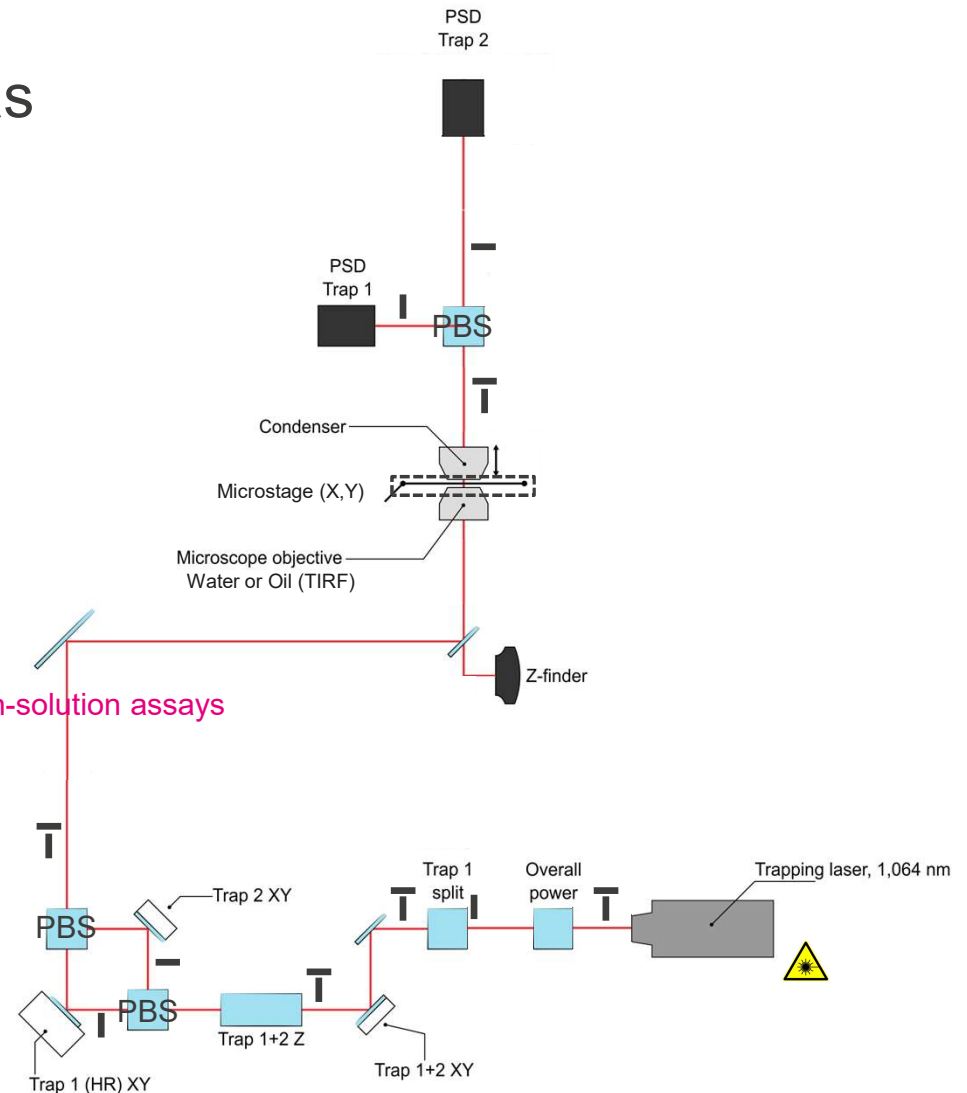 PSD
Trap 2
PSD
Trap 1
PBS
Condenser
Microstage (X,Y)
Microscope objective
Water or Oil (TIRF)
Z-finder
n-solution assays
Trap 1
split
Overall
power
Trapping laser, 1,064 nm
Trap 2 XY
PBS
PBS
Trap 1+2 Z
Trap 1+2 XY
Trap 1 (HR) XY